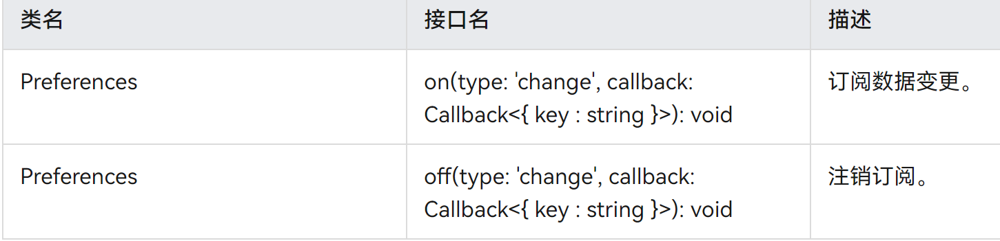 类名 接口名 描述
Preferences on(type: 'change', callback: 订阅数据变更。
Callback<{ key : string }>): void
Preferences off(type: 'change', callback: 注销订阅。
Callback<{ key : string }>): void